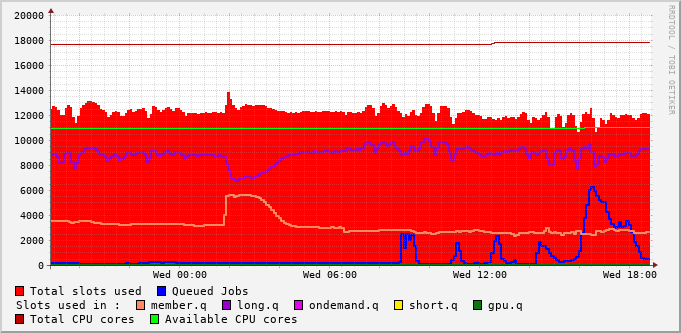 20000
18000
16000
14000
12000
10000
8000
6000
4000
2000
0
Wed 00:00 Wed 06:00 Wed 12:00 Wed 18:00
Total slots used Queued Jobs
Slots used in : member.q long.q ondemand.q short.q gpu.q
Total CPU cores Available CPU cores
RRDTOOL / TOBI OETIKER